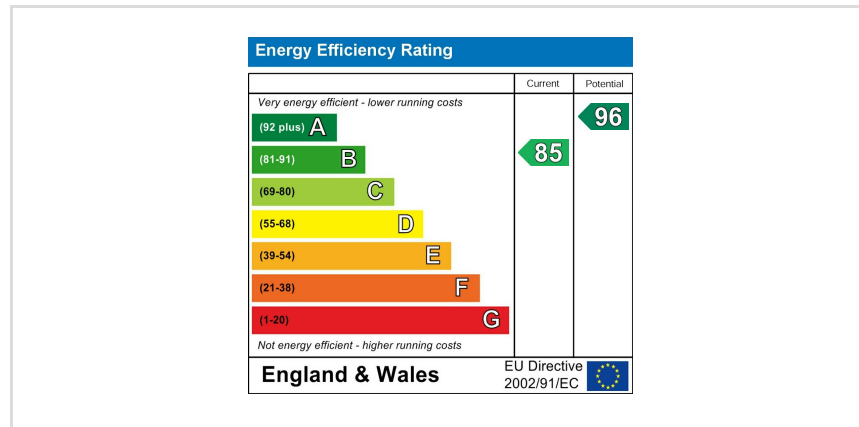 Energy Efficiency Rating
Current Potential
Very energy efficient - lower running costs
(92 plus) A
96
(81-91) B
85
(69-80) C
(55-68) D
(39-54) E
(21-38) F
(1-20) G
Not energy efficient - higher running costs
England & Wales
EU Directive
2002/91/EC